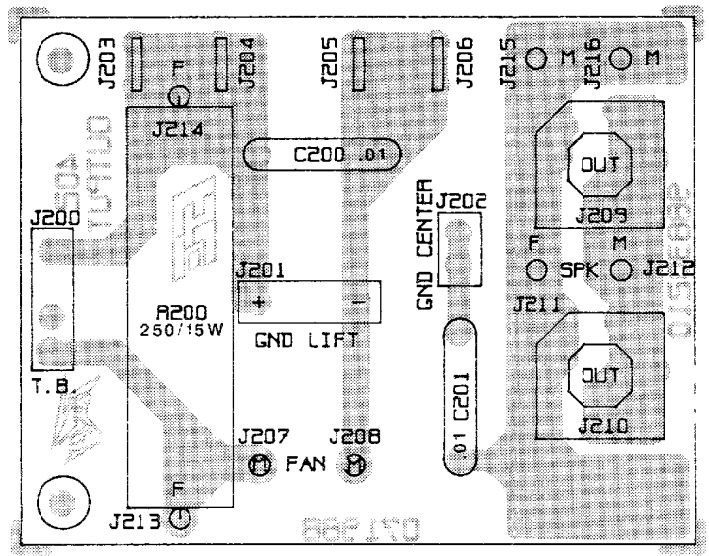 J203
F
J204
J205
J206
J215
M
J216
M
J214
C200 .01
OUT
J209
J200
GND CENTER
J202
F
M
SPK
J212
J211
J201
+
-
R200
250/15W
GND LIFT
T.B.
OUT
J210
.01 C201
J207
J208
M
FAN
M
F
J213